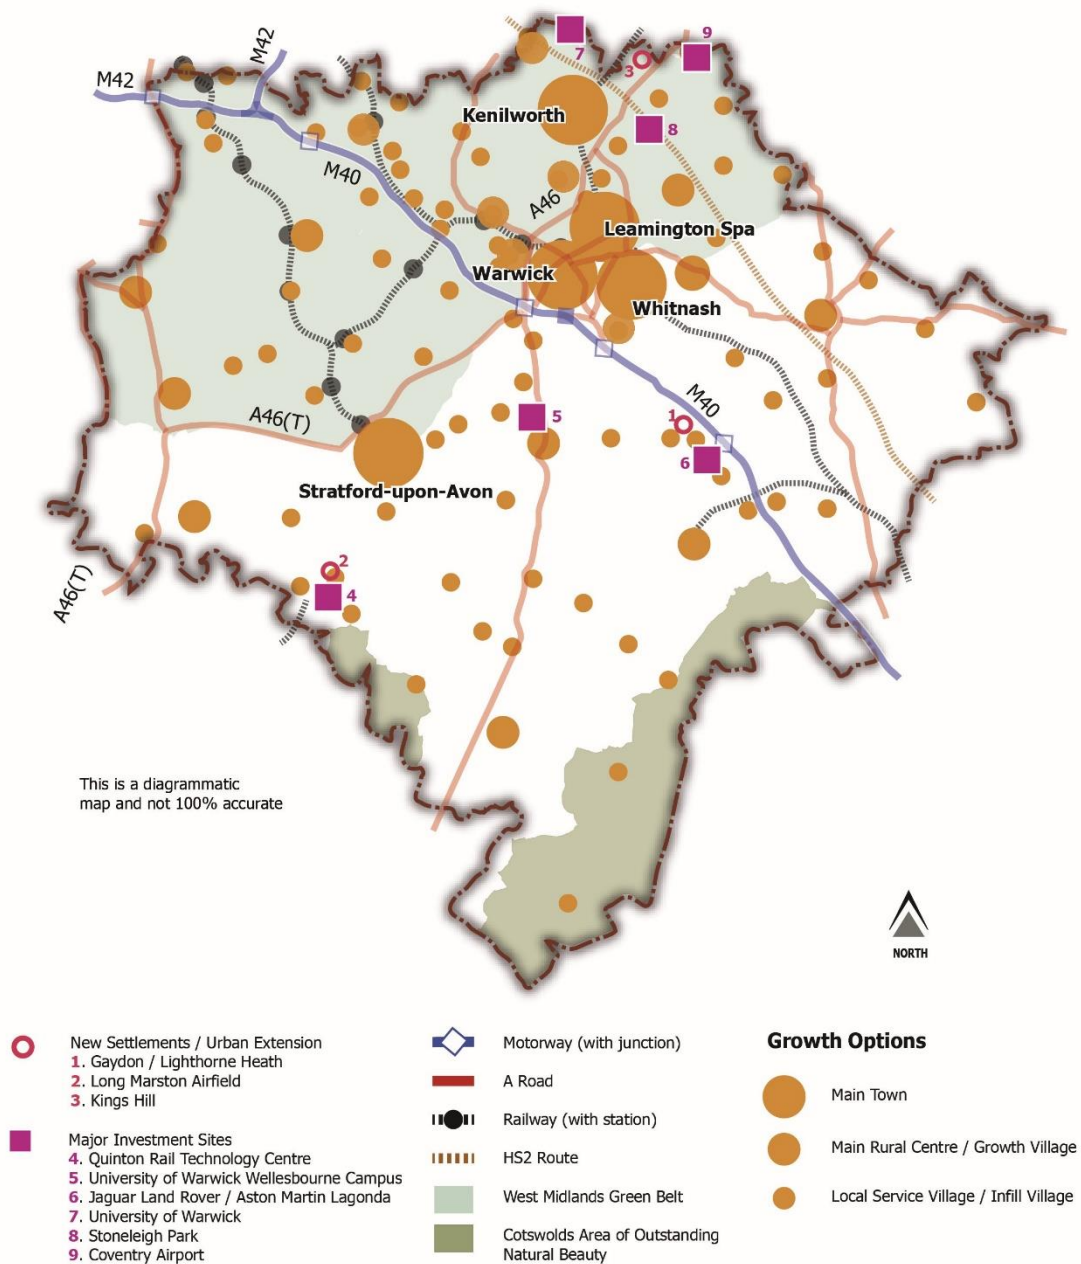 M42
M42
7
9
3
Kenilworth
8
M40
A46
Leamington Spa
Warwick
Whitnash
M40
A46(T)
5
1
6
Stratford-upon-Avon
2
4
A46(T)
This is a diagrammatic
map and not 100% accurate
NORTH
New Settlements / Urban Extension
1. Gaydon / Lighthorne Heath
2. Long Marston Airfield
3. Kings Hill
Major Investment Sites
4. Quinton Rail Technology Centre
5. University of Warwick Wellesbourne Campus
6. Jaguar Land Rover / Aston Martin Lagonda
7. University of Warwick
8. Stoneleigh Park
9. Coventry Airport
Motorway (with junction)
A Road
Railway (with station)
HS2 Route
West Midlands Green Belt
Cotswolds Area of Outstanding
Natural Beauty
Growth Options
Main Town
Main Rural Centre / Growth Village
Local Service Village / Infill Village